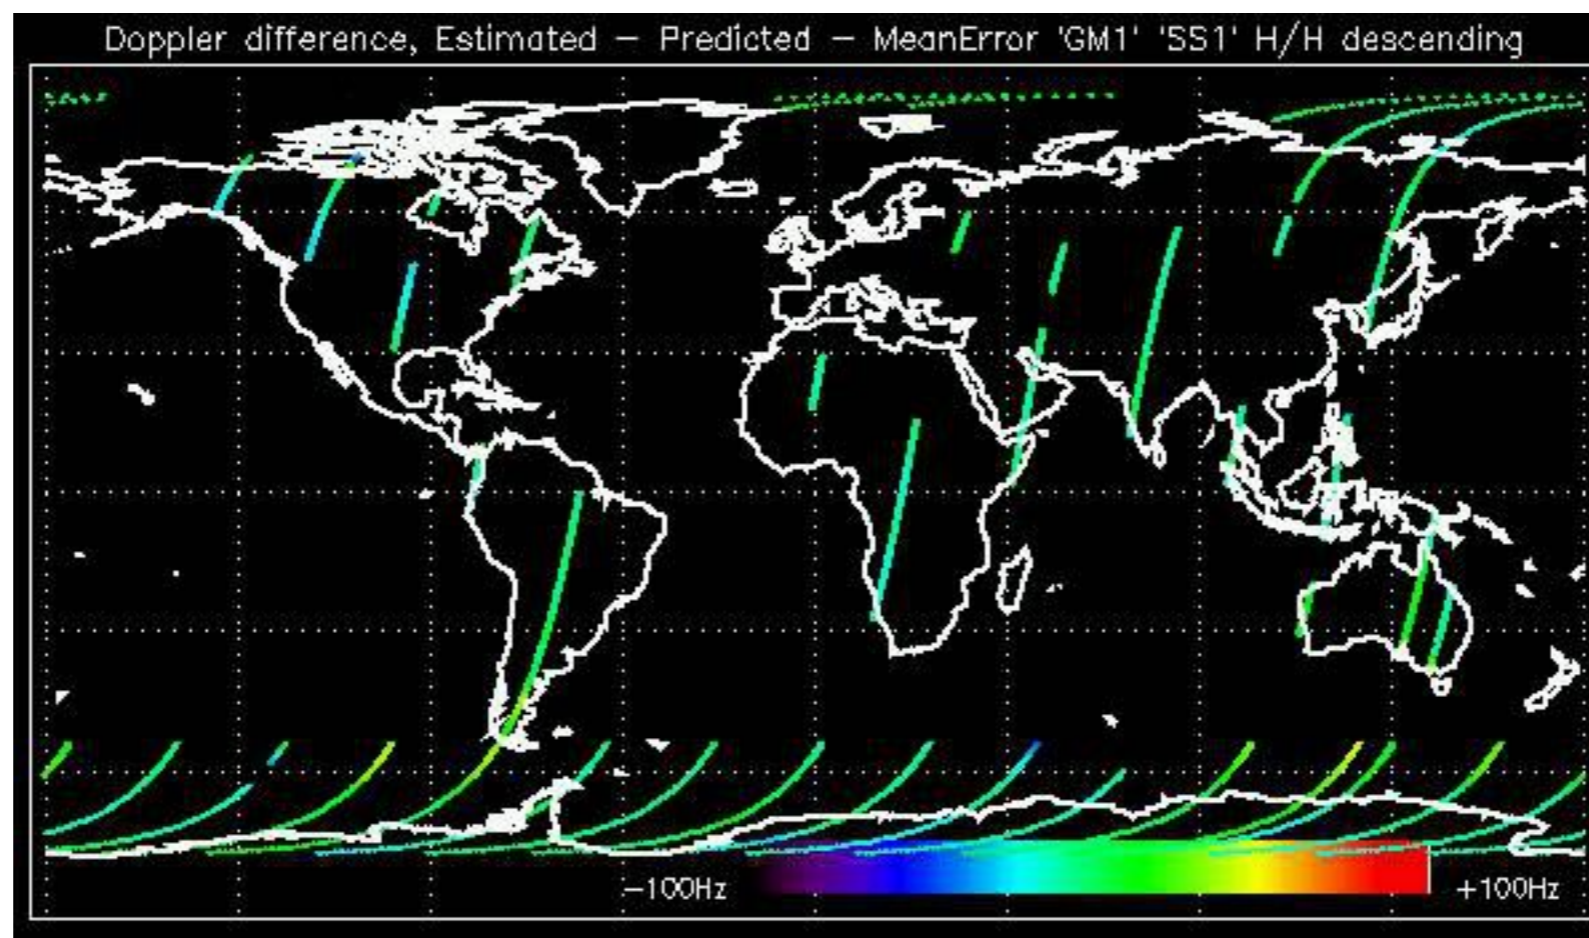 Doppler difference, Estimated – Predicted – MeanError 'GM1' 'SS1' H/H descending
–100Hz +100Hz